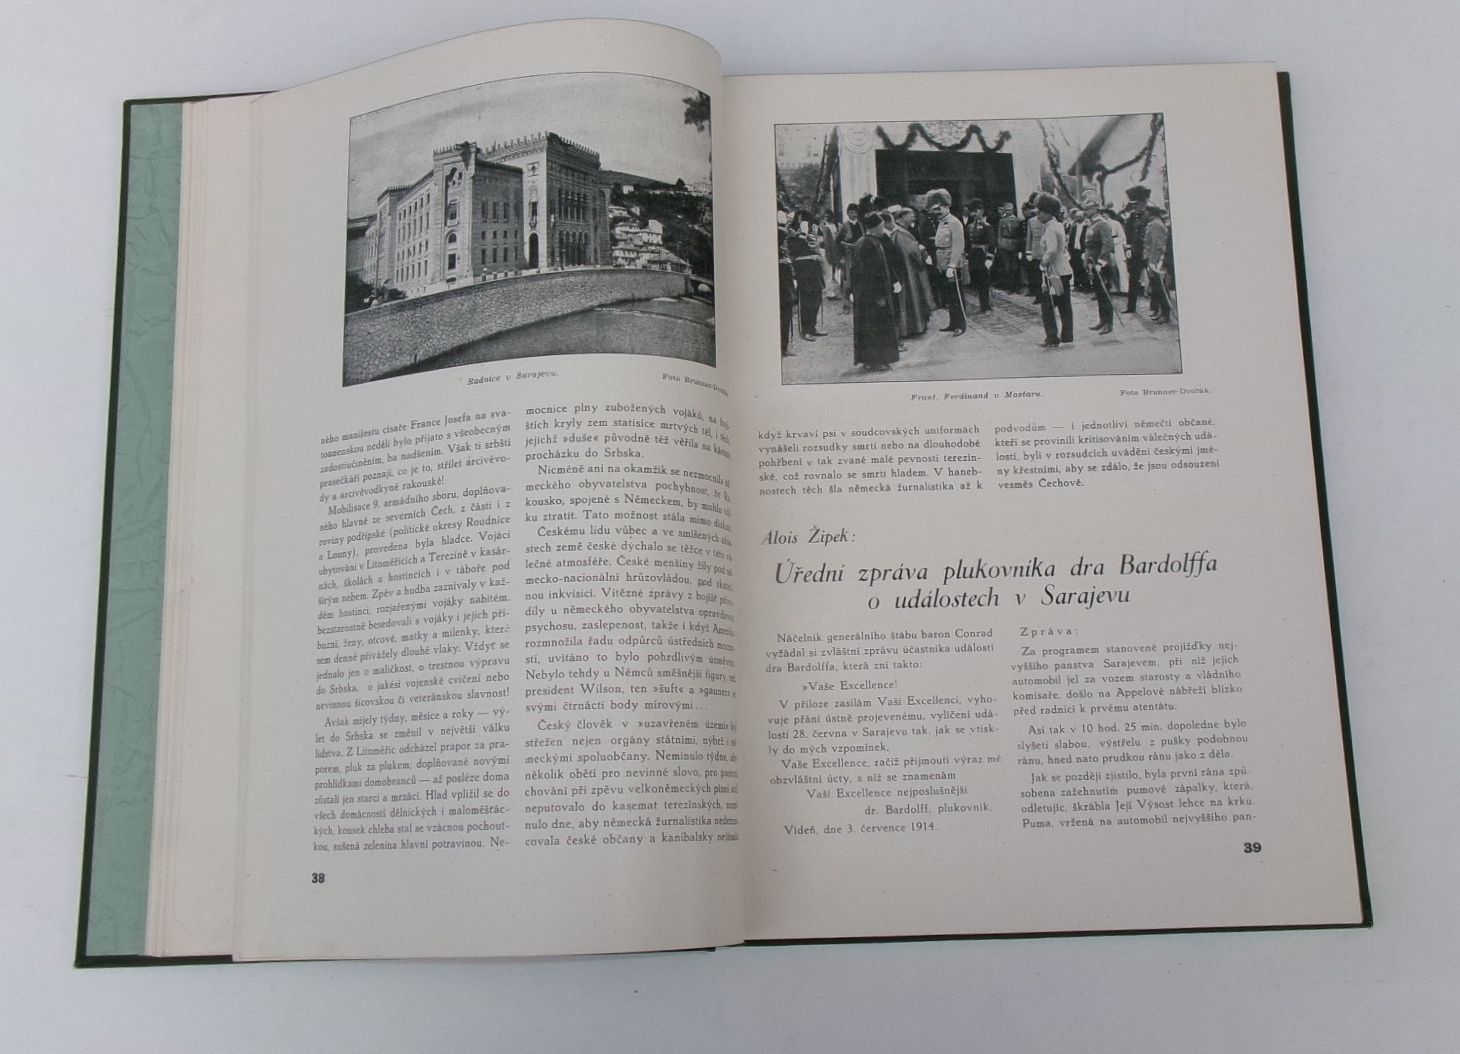 Radnice v Sarajevu.
Foto Brunner-Dvořák
ného manifestu císaře France Josefa na sva-
toanenskou neděli bylo přijato s všeobecným
zadostiučiněním, ba nadšením. Však ti srbští
prasečkáři poznají, co je to, střílet arcivévo-
dy a arcivévodkyně rakouské!
Mobilisace 9. armádního sboru, doplňova-
ného hlavně ze severních Čech, z části i z
roviny podřipské (politické okresy Roudnice
a Louny), provedena byla hladce. Vojáci
ubytováni v Litoměřicích a Terezíně v kasár-
nách, školách a hostincích i v táboře pod
širým nebem. Zpěv a hudba zaznívaly v kaž-
dém hostinci, rozjařenými vojáky nabitém,
bezstarostně besedovali s vojáky i jejich pří-
buzní, ženy, otcové, matky a milenky, které
sem denně přivážely dlouhé vlaky. Vždyť se
jednalo jen o maličkost, o trestnou výpravu
do Srbska, o jakési vojenské cvičení nebo
nevinnou šicovskou či veteránskou slavnost!
Avšak míjely týdny, měsíce a roky — vý-
let do Srbska se změnil v největší válku
lidstva. Z Litoměřic odcházel prapor za pra-
porem, pluk za plukem, doplňované novými
prohlídkami domobranců — až posléze doma
zůstali jen starci a mrzáci. Hlad vplížil se do
všech domácností dělnických i maloměšťác-
kých, kousek chleba stal se vzácnou pochout-
kou, sušená zelenina hlavní potravinou. Ne-
mocnice plny zubožených vojáků, na boji-
štích kryly zem statisíce mrtvých těl, i těch
jejichž »duše« původně též věřila na
procházku do Srbska.
Nicméně ani na okamžik se nezmocnila
meckého obyvatelstva pochybnost, že
kousko, spojené s Německem, by mohlo
ku ztratit. Tato možnost stála mimo
Českému lidu vůbec a ve smíšených
stech země české dýchalo se těžce v této
lečné atmosféře. České menšiny žily pod
mecko-nacionální hrůzovládou, pod
nou inkvisicí. Vítězné zprávy z bojišť
díly u německého obyvatelstva opravdovou
psychosu, zaslepenost, takže i když Amerika
rozmnožila řadu odpůrců ústředních
stí, uvítáno to bylo pohrdlivým úsměvem.
Nebylo tehdy u Němců směšnější figury,
president Wilson, ten »šuft« a »gauner«
svými čtrnácti body mírovými...
Český člověk v »uzavřeném území«
střežen nejen orgány státními, nýbrž i
meckými spoluobčany. Neminulo týdne,
několik obětí pro nevinné slovo, pro
chování při zpěvu velkoněmeckých písní
neputovalo do kasemat terezínských,
nulo dne, aby německá žurnalistika
covala české občany a kanibalsky
38
Frant. Ferdinand v Mostaru.
Foto Brunner-Dvořák.
když krvaví psi v soudcovských uniformách
vynášeli rozsudky smrti nebo na dlouhodobé
pohřbení v tak zvané malé pevnosti terezín-
ské, což rovnalo se smrti hladem. V haneb-
nostech těch šla německá žurnalistika až k
podvodům — i jednotliví němečtí občané,
kteří se provinili kritisováním válečných udá-
lostí, byli v rozsudcích uváděni českými jmé-
ny křestními, aby se zdálo, že jsou odsouzeni
vesměs Čechové.
Alois Žipek:
Úřední zpráva plukovníka dra Bardolffa
o událostech v Sarajevu
Náčelník generálního štábu baron Conrad
vyžádal si zvláštní zprávu účastníka událostí
dra Bardolffa, která zní takto:
»Vaše Excellence!
V příloze zasílám Vaší Excellenci, vyho-
vuje přání ústně projevenému, vylíčení udá-
lostí 28. června v Sarajevu tak, jak se vtisk-
ly do mých vzpomínek.
Vaše Excellence, račiž přijmouti výraz mé
obzvláštní úcty, s níž se znamenám
Vaší Excellence nejposlušnější
dr. Bardolff, plukovník.
Vídeň, dne 3. července 1914.
Zpráva:
Za programem stanovené projížďky nej-
vyššího panstva Sarajevem, při níž jejich
automobil jel za vozem starosty a vládního
komisaře, došlo na Appelově nábřeží blízko
před radnicí k prvému atentátu.
Asi tak v 10 hod. 25 min. dopoledne bylo
slyšeti slabou, výstřelu z pušky podobnou
ránu, hned nato prudkou ránu jako z děla.
Jak se později zjistilo, byla první rána způ-
sobena zažehnutím pumové zápalky, která,
odletujíc, škrábla Její Výsost lehce na krku.
Puma, vržená na automobil nejvyššího pan-
39